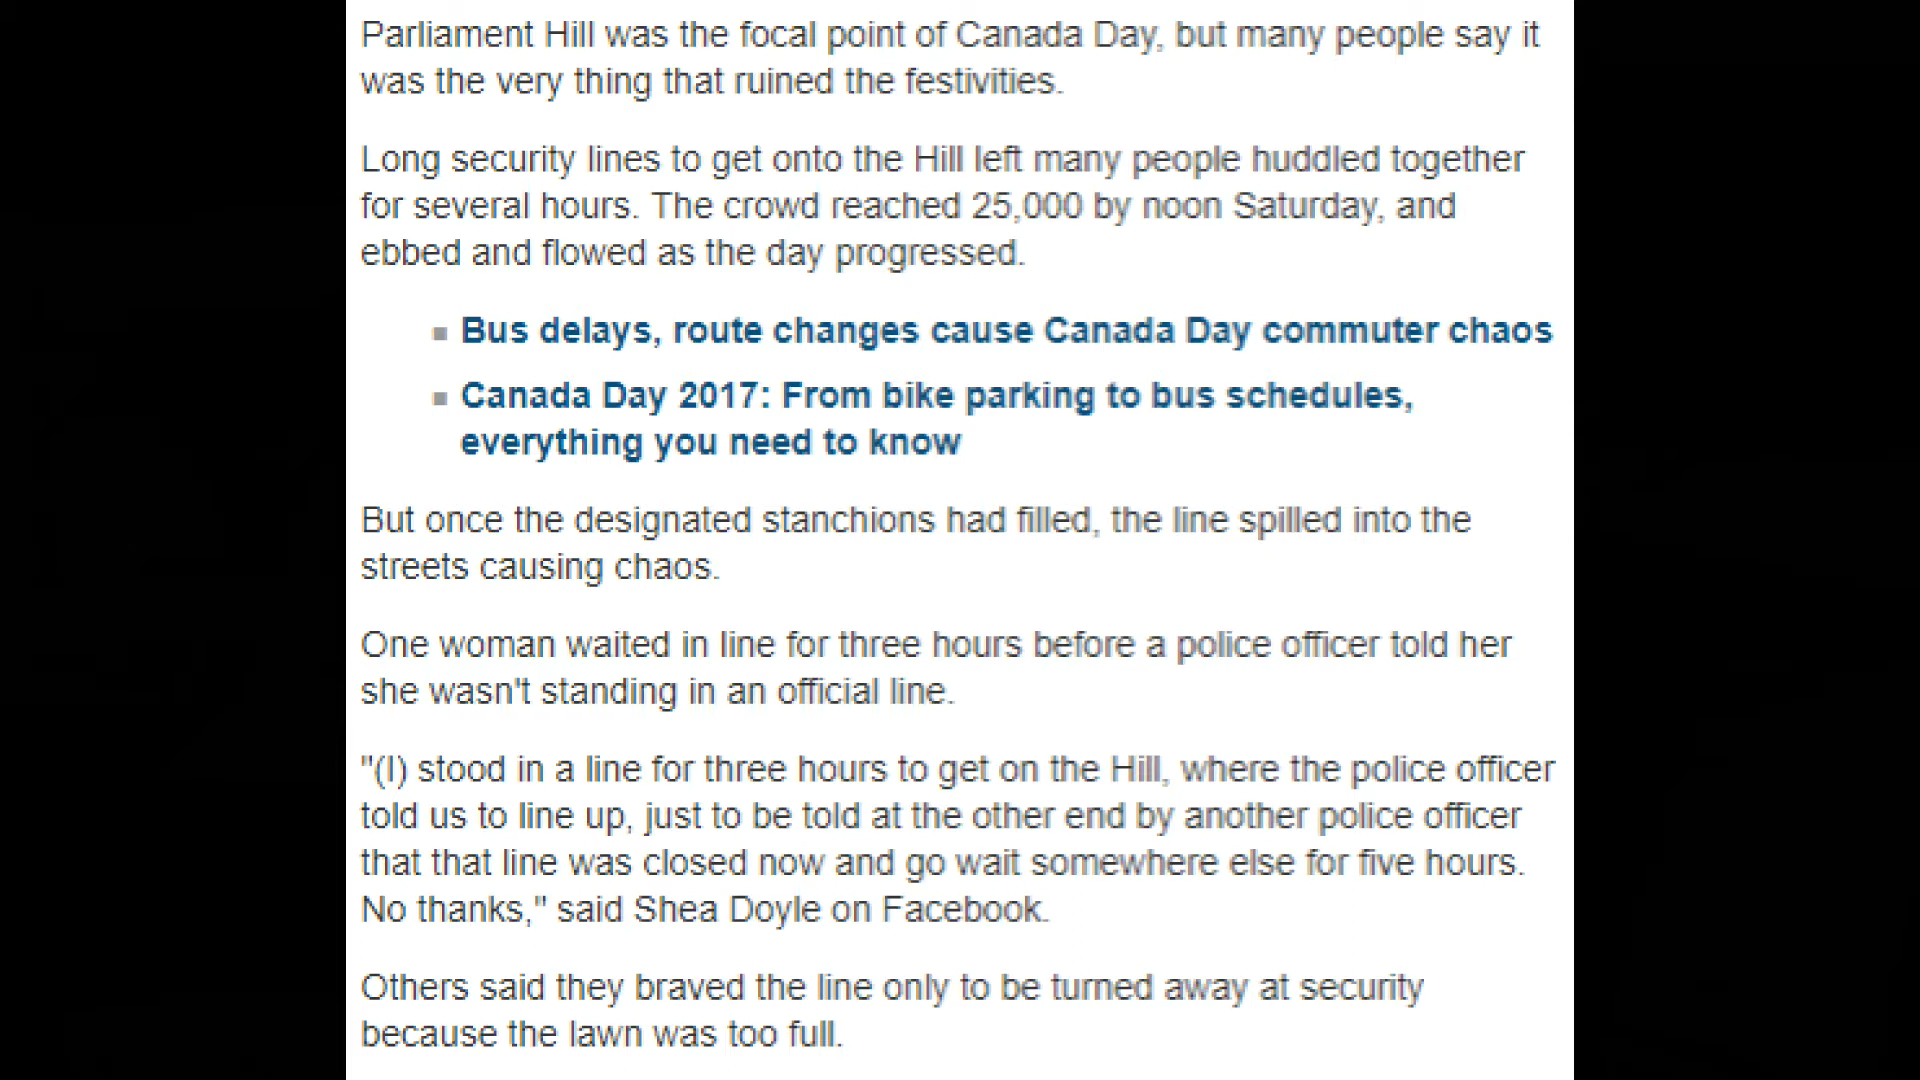 Parliament Hill was the focal point of Canada Day, but many people say it
was the very thing that ruined the festivities.
Long security lines to get onto the Hill left many people huddled together
for several hours. The crowd reached 25,000 by noon Saturday, and
ebbed and flowed as the day progressed.
Bus delays, route changes cause Canada Day commuter chaos
Canada Day 2017: From bike parking to bus schedules,
everything you need to know
But once the designated stanchions had filled, the line spilled into the
streets causing chaos.
One woman waited in line for three hours before a police officer told her
she wasn't standing in an official line.
"(I) stood in a line for three hours to get on the Hill, where the police officer
told us to line up, just to be told at the other end by another police officer
that that line was closed now and go wait somewhere else for five hours.
No thanks," said Shea Doyle on Facebook.
Others said they braved the line only to be turned away at security
because the lawn was too full.